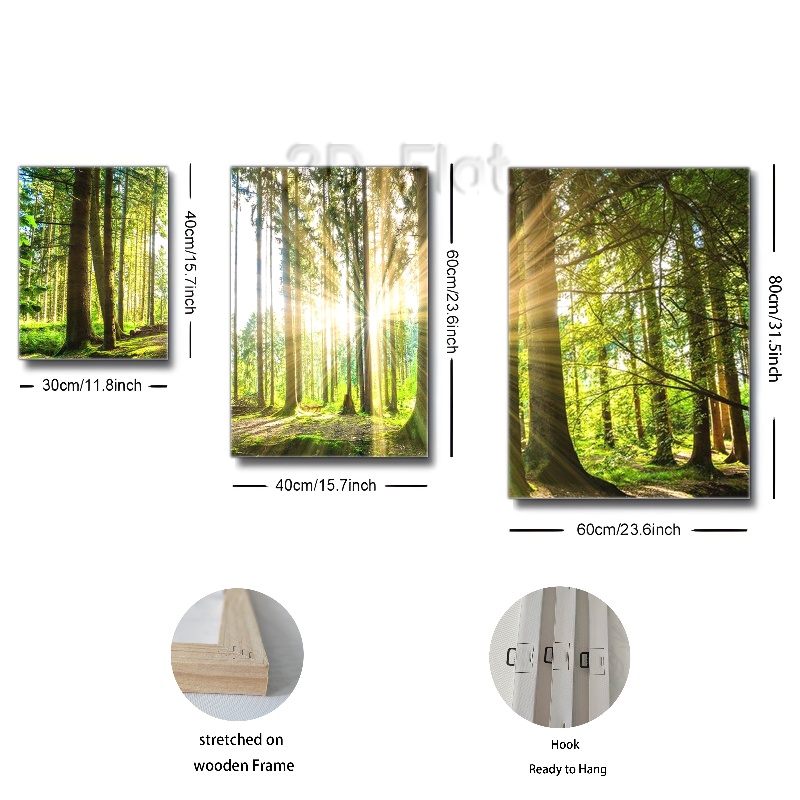 3D Flat
40cm/15.7inch
30cm/11.8inch
60cm/23.6inch
40cm/15.7inch
80cm/31.5inch
60cm/23.6inch
stretched on
wooden Frame
Hook
Ready to Hang